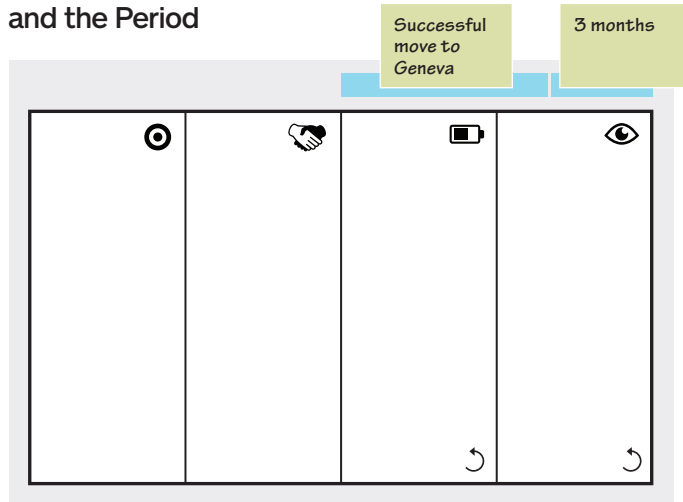 and the Period
Successful
move to
Geneva
3 months